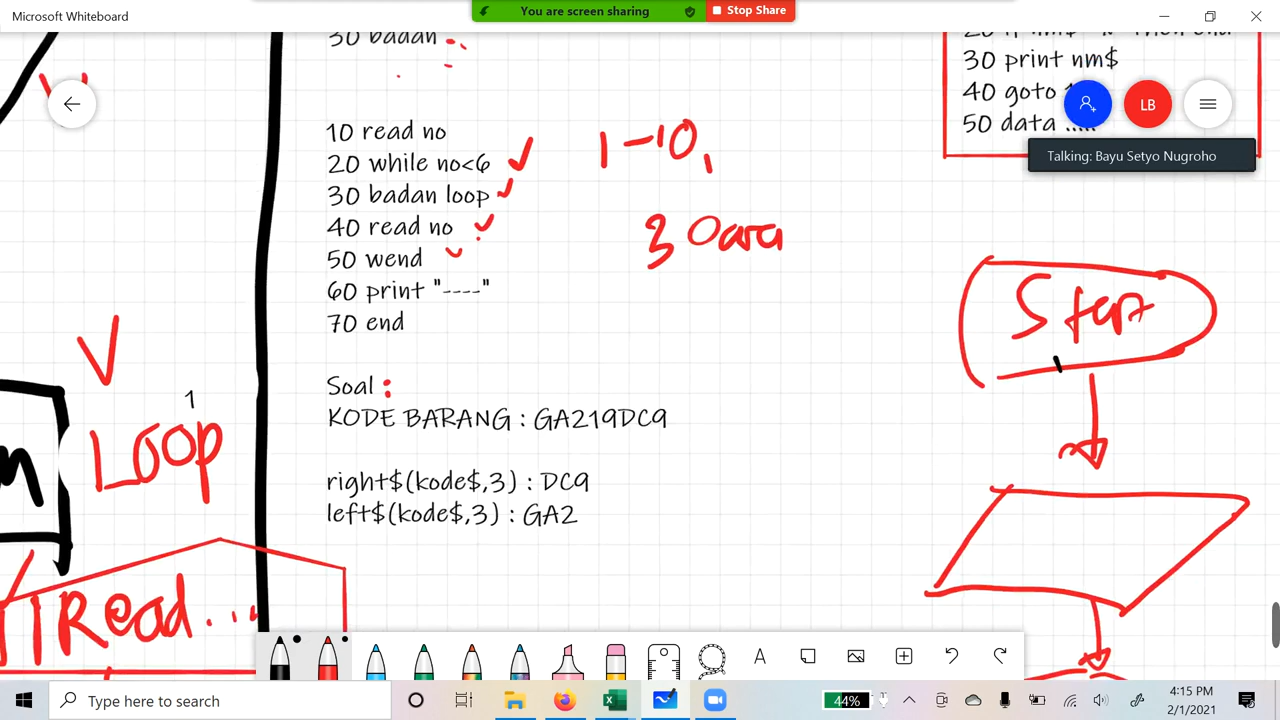 Microsoft Whiteboard
You are screen sharing
Stop Share
30 badan
10 read no
20 while no<6
30 badan loop
40 read no
50 wend
60 print "----"
70 end
Soal :
KODE BARANG : GA219DC9
right$(kode$,3) : DC9
left$(kode$,3) : GA2
1-10,
3 Cara
30 print nm$
40 goto
50 data .....
LB
Talking: Bayu Setyo Nugroho
Start
1
Loop
Read...
Type here to search
44%
4:15 PM
2/1/2021